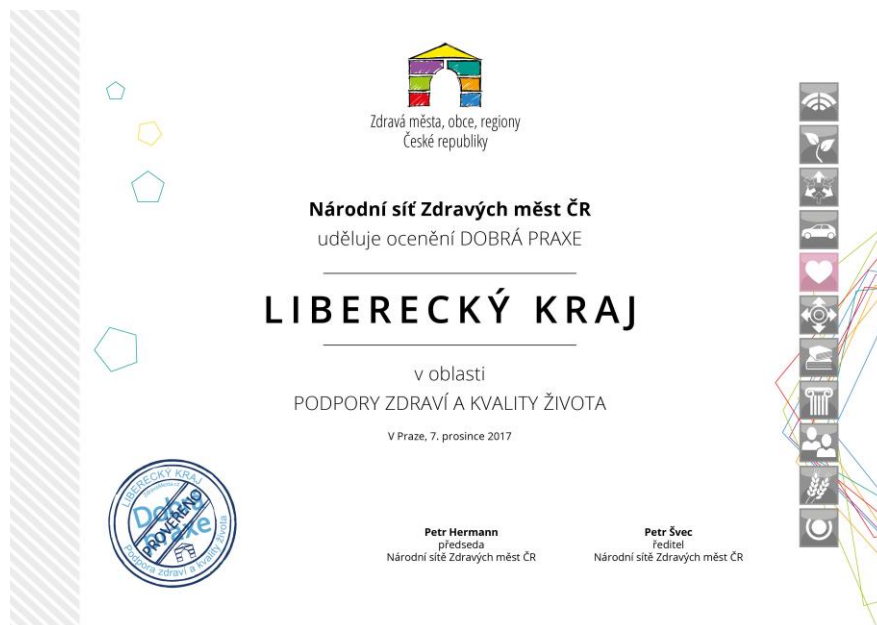 Zdravá města, obce, regiony
České republiky
Národní síť Zdravých měst ČR
uděluje ocenění DOBRÁ PRAXE
LIBERECKÝ KRAJ
v oblasti
PODPORY ZDRAVÍ A KVALITY ŽIVOTA
V Praze, 7. prosince 2017
LIBERECKÝ KRAJ
Dobrá
PROVĚŘENO
Praxe
Podpora zdraví a kvality života
Petr Hermann
předseda
Národní sítě Zdravých měst ČR
Petr Švec
ředitel
Národní sítě Zdravých měst ČR